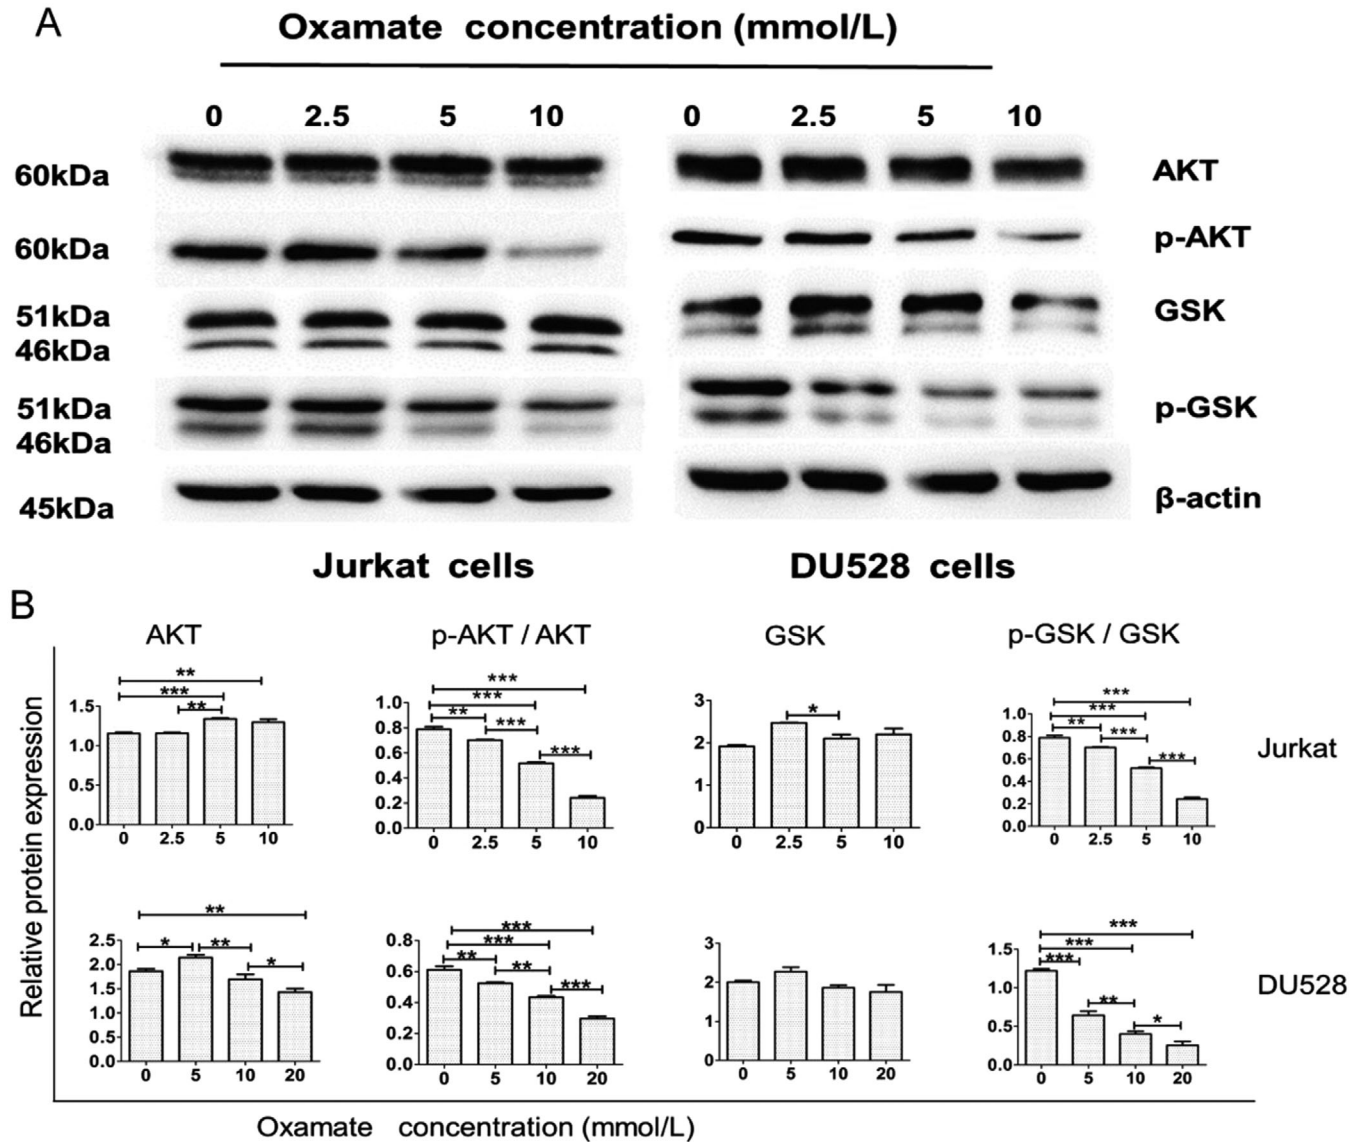 A
Oxamate concentration (mmol/L)
0 2.5 5 10 0 2.5 5 10
60kDa AKT
60kDa p-AKT
51kDa
46kDa GSK
51kDa
46kDa p-GSK
45kDa β-actin
Jurkat cells DU528 cells
B
AKT p-AKT / AKT GSK p-GSK / GSK
Relative protein expression
** *** **
1.5 1.0 0.5 0.0
0 2.5 5 10
*** *** ** *** ***
1.0 0.8 0.6 0.4 0.2 0.0
0 2.5 5 10
*
3 2 1 0
0 2.5 5 10
*** *** ** *** ***
1.0 0.8 0.6 0.4 0.2 0.0
0 2.5 5 10
Jurkat
** * ** *
2.5 2.0 1.5 1.0 0.5 0.0
0 5 10 20
*** *** ** ** ***
0.8 0.6 0.4 0.2 0.0
0 5 10 20
3 2 1 0
0 5 10 20
*** *** *** ** *
1.5 1.0 0.5 0.0
0 5 10 20
DU528
Oxamate concentration (mmol/L)